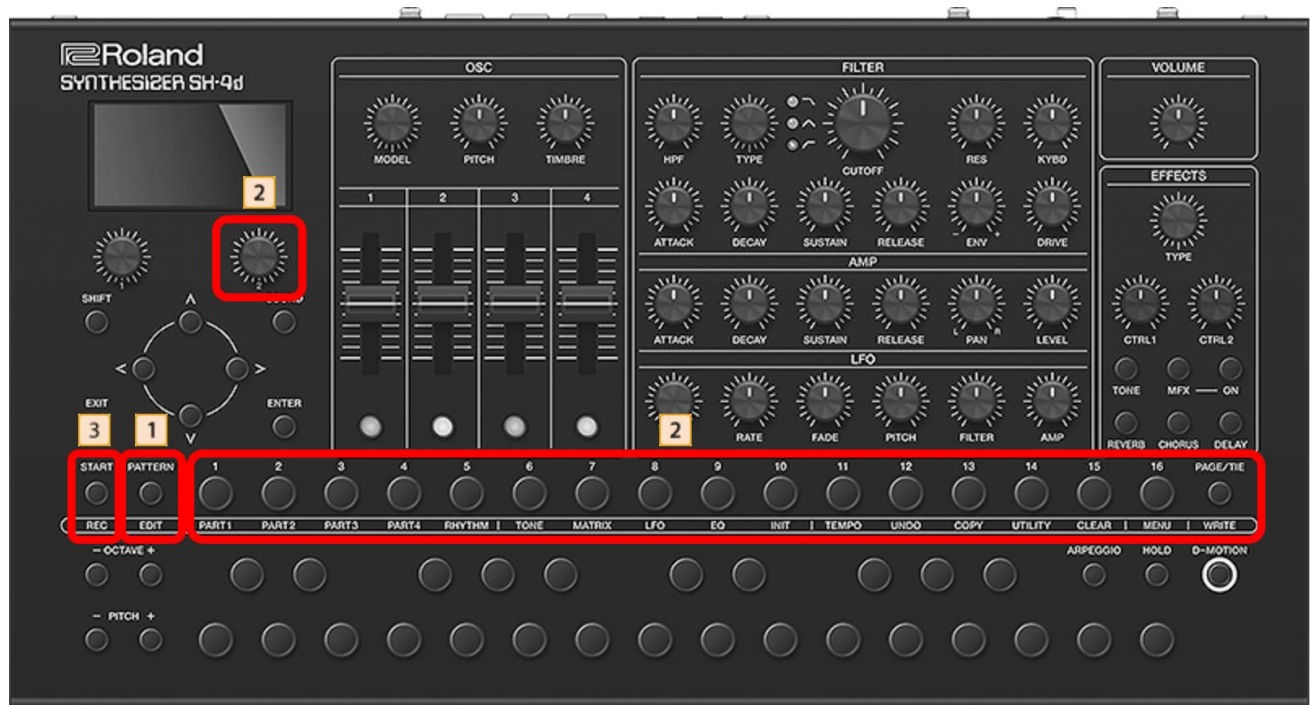 Roland
SYNTHESIZER SH-4d
OSC
MODEL PITCH TIMBRE
1 2 3 4
FILTER
HPF TYPE CUTOFF RES KYBD
ATTACK DECAY SUSTAIN RELEASE - ENV + DRIVE
AMP
ATTACK DECAY SUSTAIN RELEASE L PAN R LEVEL
LFO
RATE FADE PITCH FILTER AMP
VOLUME
EFFECTS
TYPE
CTRL1 CTRL2
TONE MFX ON
REVERB CHORUS DELAY
2
1 2
SHIFT
EXIT ENTER
3 1 2
START PATTERN 1 2 3 4 5 6 7 8 9 10 11 12 13 14 15 16 PAGE/TIE
REC EDIT PART1 PART2 PART3 PART4 RHYTHM TONE MATRIX LFO EQ INIT TEMPO UNDO COPY UTILITY CLEAR MENU WRITE
- OCTAVE + ARPEGGIO HOLD D-MOTION
- PITCH +